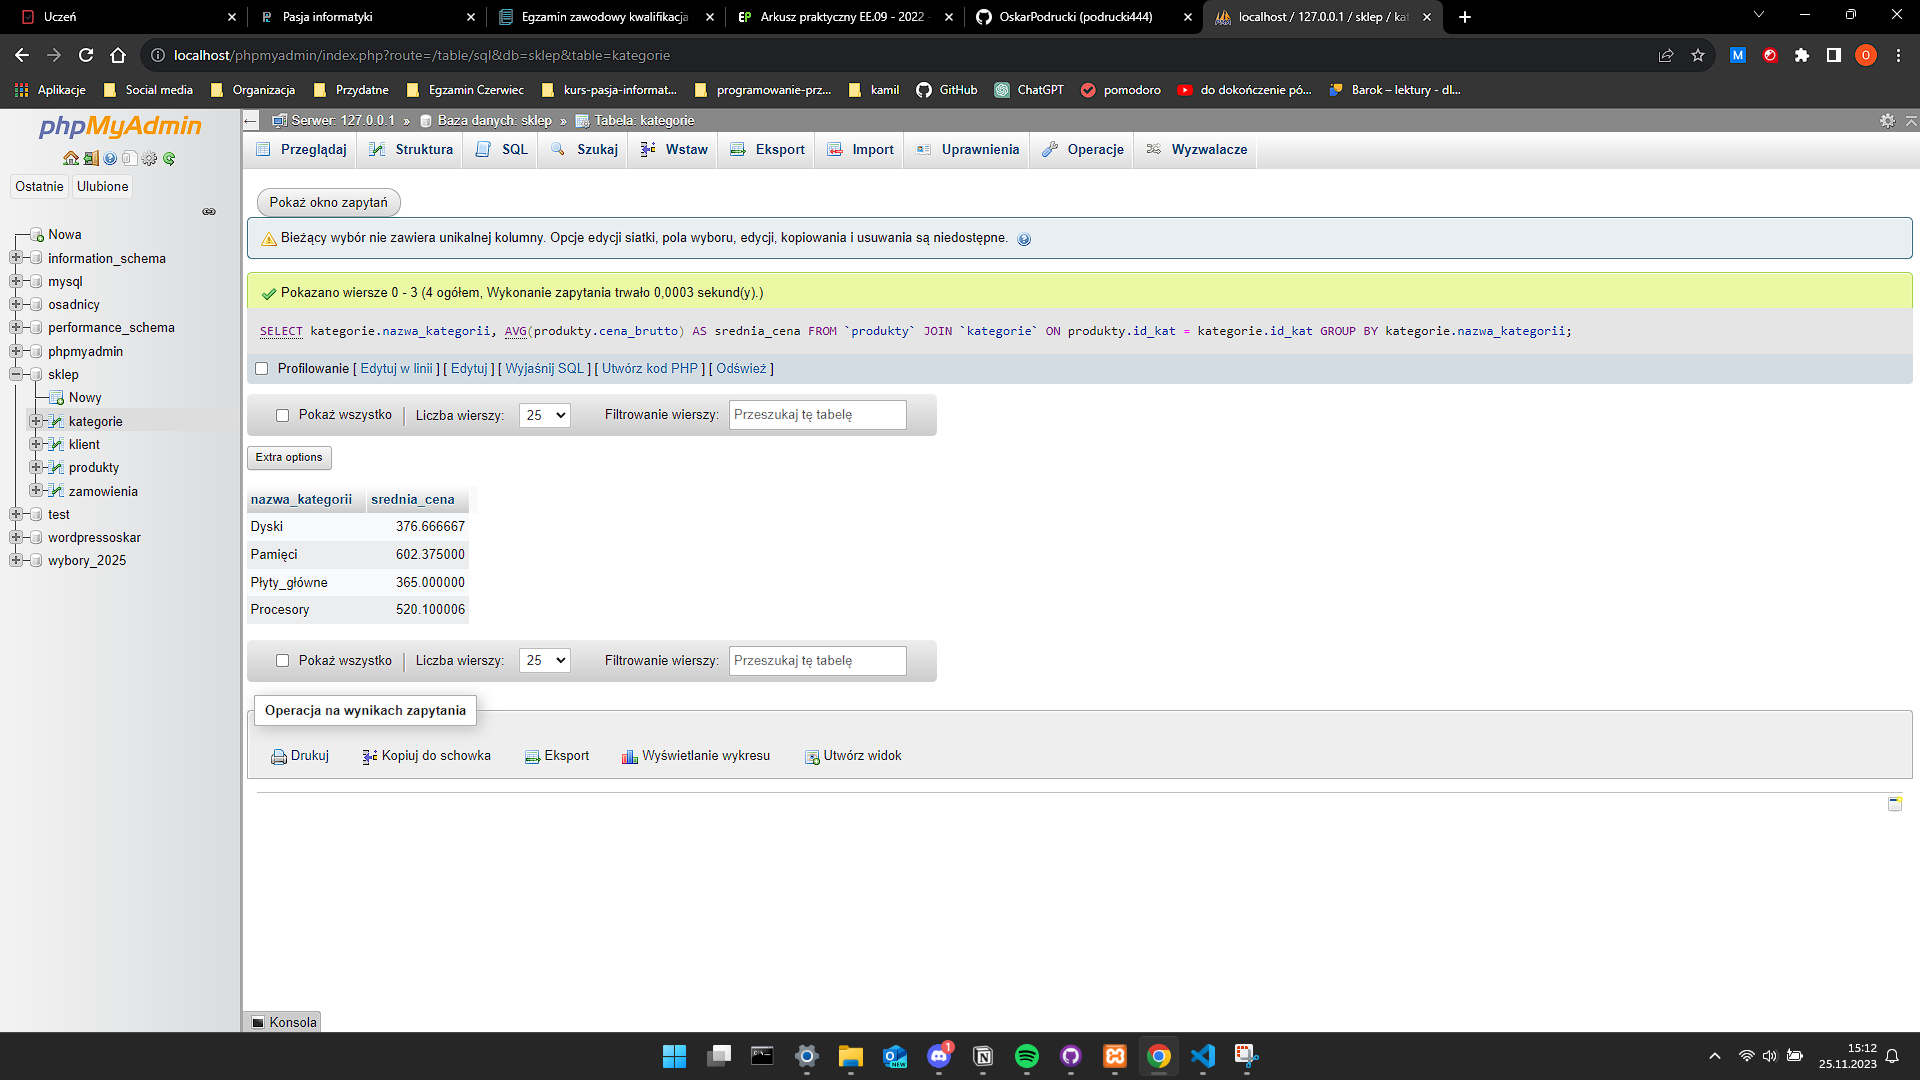 Uczeń
Pasja informatyki
Egzamin zawodowy kwalifikacja
EP Arkusz praktyczny EE.09 - 2022 -
OskarPodrucki (podrucki444)
localhost / 127.0.0.1 / sklep / kat
localhost/phpmyadmin/index.php?route=/table/sql&db=sklep&table=kategorie
M
O
Aplikacje
Social media
Organizacja
Przydatne
Egzamin Czerwiec
kurs-pasja-informat...
programowanie-prz...
kamil
GitHub
ChatGPT
pomodoro
do dokończenie pó...
Barok – lektury - dl...
phpMyAdmin
Ostatnie
Ulubione
Nowa
information_schema
mysql
osadnicy
performance_schema
phpmyadmin
sklep
Nowy
kategorie
klient
produkty
zamowienia
test
wordpressoskar
wybory_2025
Serwer: 127.0.0.1 » Baza danych: sklep » Tabela: kategorie
Przeglądaj
Struktura
SQL
Szukaj
Wstaw
Eksport
Import
Uprawnienia
Operacje
Wyzwalacze
Pokaż okno zapytań
Bieżący wybór nie zawiera unikalnej kolumny. Opcje edycji siatki, pola wyboru, edycji, kopiowania i usuwania są niedostępne.
Pokazano wiersze 0 - 3 (4 ogółem, Wykonanie zapytania trwało 0,0003 sekund(y).)
SELECT kategorie.nazwa_kategorii, AVG(produkty.cena_brutto) AS srednia_cena FROM `produkty` JOIN `kategorie` ON produkty.id_kat = kategorie.id_kat GROUP BY kategorie.nazwa_kategorii;
Profilowanie [ Edytuj w linii ] [ Edytuj ] [ Wyjaśnij SQL ] [ Utwórz kod PHP ] [ Odśwież ]
Pokaż wszystko | Liczba wierszy: 25 Filtrowanie wierszy: Przeszukaj tę tabelę
Extra options
nazwa_kategorii srednia_cena
Dyski 376.666667
Pamięci 602.375000
Płyty_główne 365.000000
Procesory 520.100006
Pokaż wszystko | Liczba wierszy: 25 Filtrowanie wierszy: Przeszukaj tę tabelę
Operacja na wynikach zapytania
Drukuj
Kopiuj do schowka
Eksport
Wyświetlanie wykresu
Utwórz widok
Konsola
NEW
1
15:12
25.11.2023